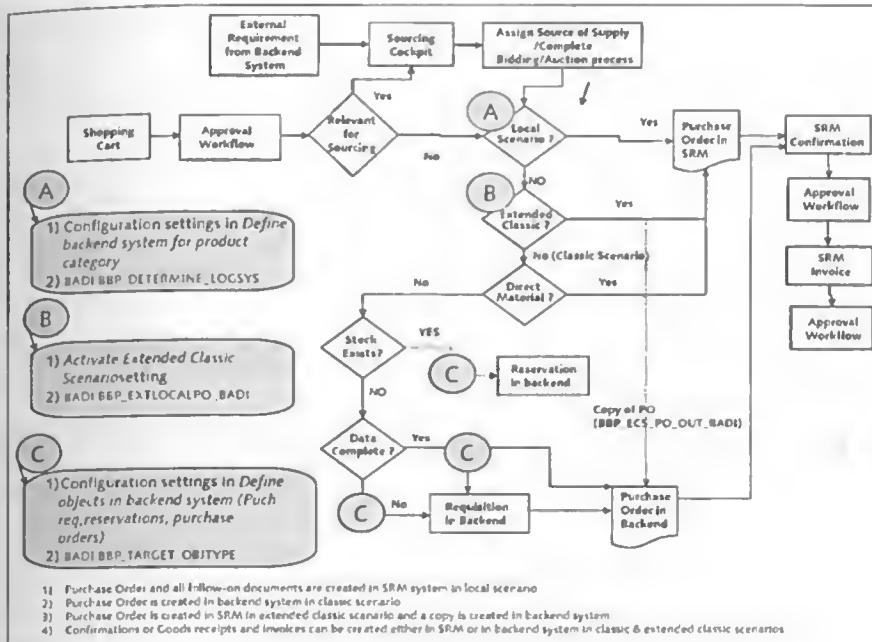 External
Requirement
from Backend
System
Sourcing
Cockpit
Assign Source of Supply
/Complete
Bidding/Auction process
Yes
Shopping
Cart
Approval
Workflow
Relevant
for
Sourcing
No
A
Local
Scenario ?
Yes
Purchase
Order in
SRM
SRM
Confirmation
NO
B
Extended
Classic ?
Yes
Approval
Workflow
A
1) Configuration settings in Define
backend system for product
category
2) BADI BBP_DETERMINE_LOGSYS
No (Classic Scenario)
SRM
Invoice
No
Direct
Material ?
Yes
Approval
Workflow
B
1) Activate Extended Classic
Scenariosetting
2) BADI BBP_EXTLOCALPO_BADI
Stock
Exists?
YES
C
Reservation
in backend
NO
Copy of PO
(BBP_ECS_PO_OUT_BADI)
Data
Complete ?
Yes
C
C
No
Requisition
in Backend
Purchase
Order in
Backend
C
1) Configuration settings in Define
objects in backend system (Puch
req,reservations, purchase
orders)
2) BADI BBP_TARGET_OBJTYPE
1) Purchase Order and all follow-on documents are created in SRM system in local scenario
2) Purchase Order is created in backend system in classic scenario
3) Purchase Order is created in SRM in extended classic scenario and a copy is created in backend system
4) Confirmations or Goods receipts and invoices can be created either in SRM or in backend system in classic & extended classic scenarios